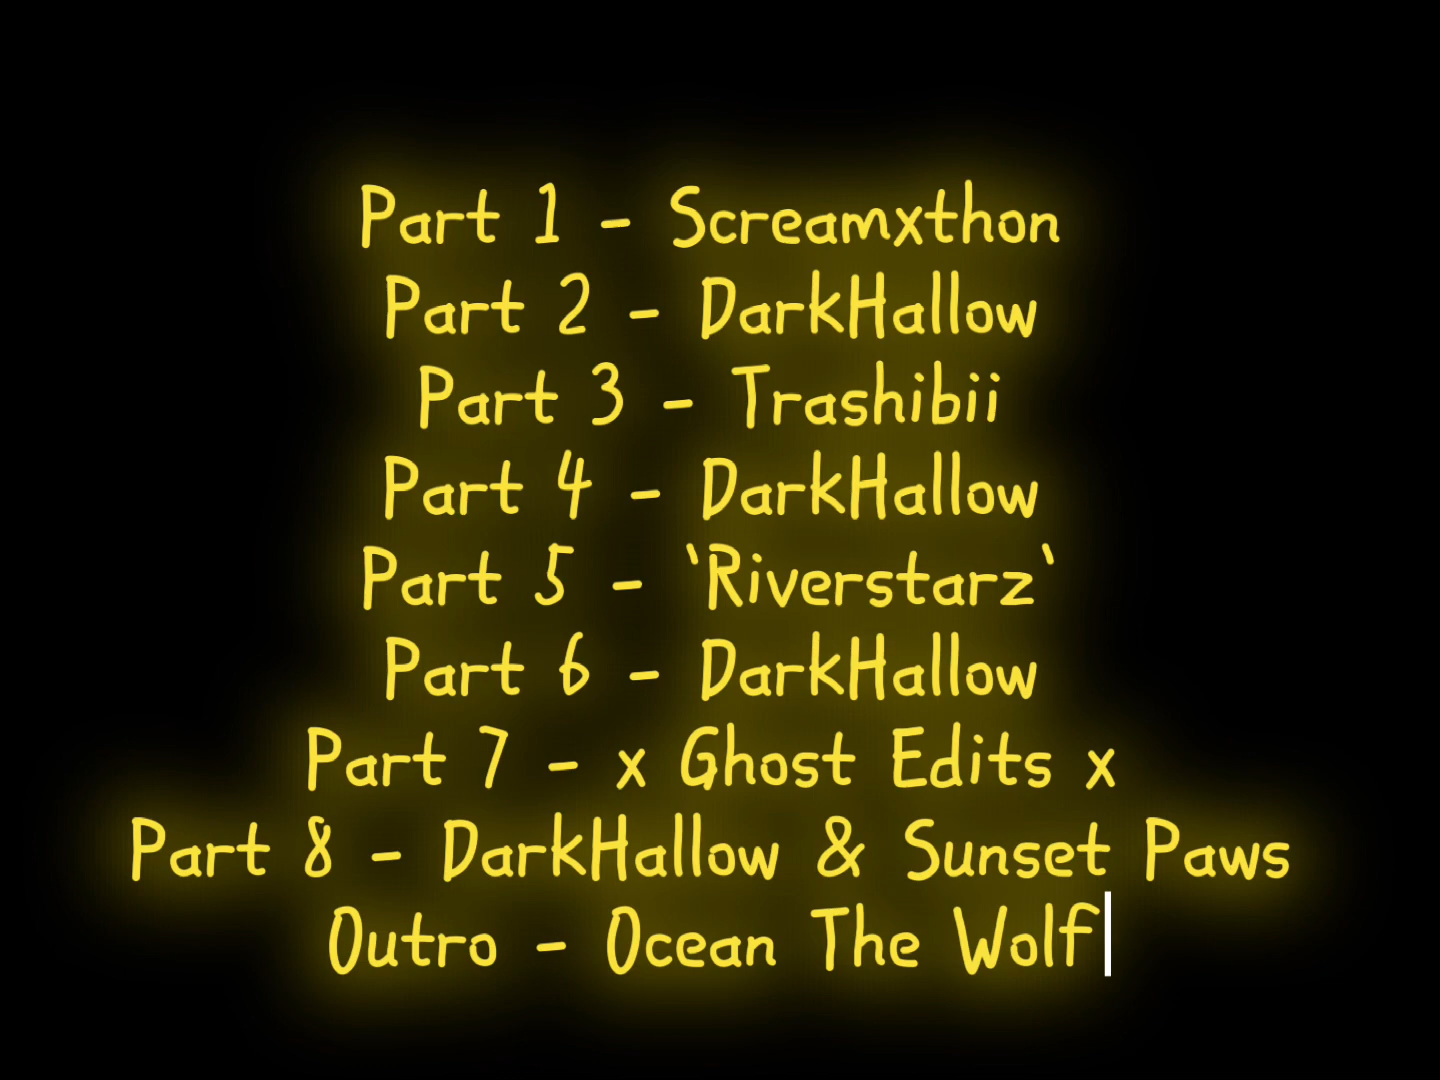 Part 1 - Screamxthon
Part 2 - DarkHallow
Part 3 - Trashibii
Part 4 - DarkHallow
Part 5 - `Riverstarz`
Part 6 - DarkHallow
Part 7 - x Ghost Edits x
Part 8 - DarkHallow & Sunset Paws
Outro - Ocean The Wolf